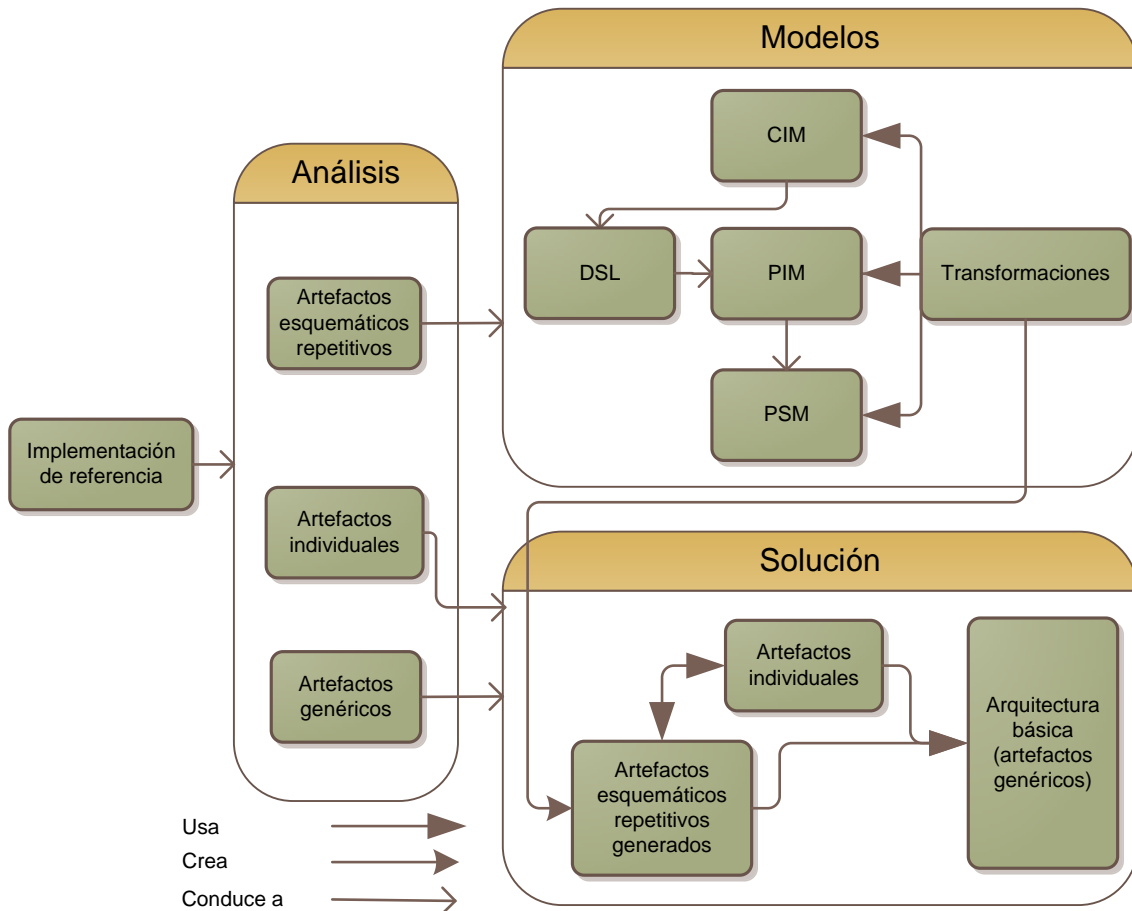 Modelos
CIM
DSL
PIM
Transformaciones
PSM
Análisis
Artefactos
esquemáticos
repetitivos
Implementación
de referencia
Artefactos
individuales
Artefactos
genéricos
Solución
Artefactos
individuales
Arquitectura
básica
(artefactos
genéricos)
Artefactos
esquemáticos
repetitivos
generados
Usa
Crea
Conduce a